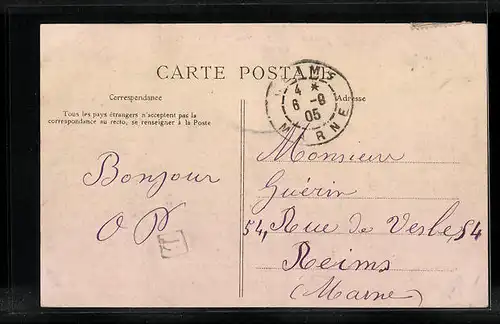 CARTE POSTALE
Correspondance
Tous les pays étrangers n'acceptent pas la
correspondance au recto, se renseigner à la Poste
Bonjour
Adresse
4 *
6 -9
05
MARNE
Monsieur
Guérin
54, Rue de Vesle, 54
Reims
(Marne)